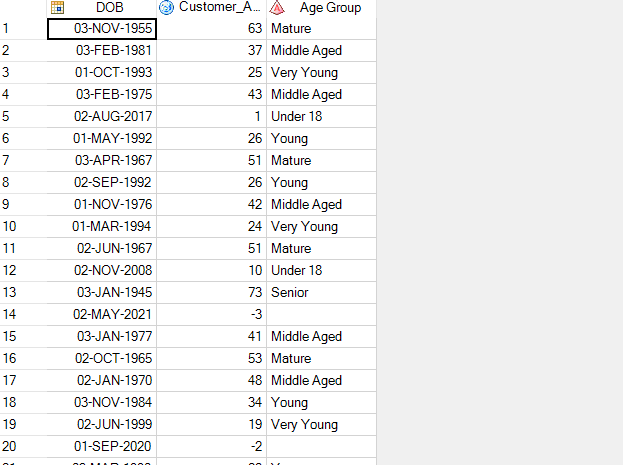 DOB Customer_A... Age Group
1 03-NOV-1955 63 Mature
2 03-FEB-1981 37 Middle Aged
3 01-OCT-1993 25 Very Young
4 03-FEB-1975 43 Middle Aged
5 02-AUG-2017 1 Under 18
6 01-MAY-1992 26 Young
7 03-APR-1967 51 Mature
8 02-SEP-1992 26 Young
9 01-NOV-1976 42 Middle Aged
10 01-MAR-1994 24 Very Young
11 02-JUN-1967 51 Mature
12 02-NOV-2008 10 Under 18
13 03-JAN-1945 73 Senior
14 02-MAY-2021 -3
15 03-JAN-1977 41 Middle Aged
16 02-OCT-1965 53 Mature
17 02-JAN-1970 48 Middle Aged
18 03-NOV-1984 34 Young
19 02-JUN-1999 19 Very Young
20 01-SEP-2020 -2